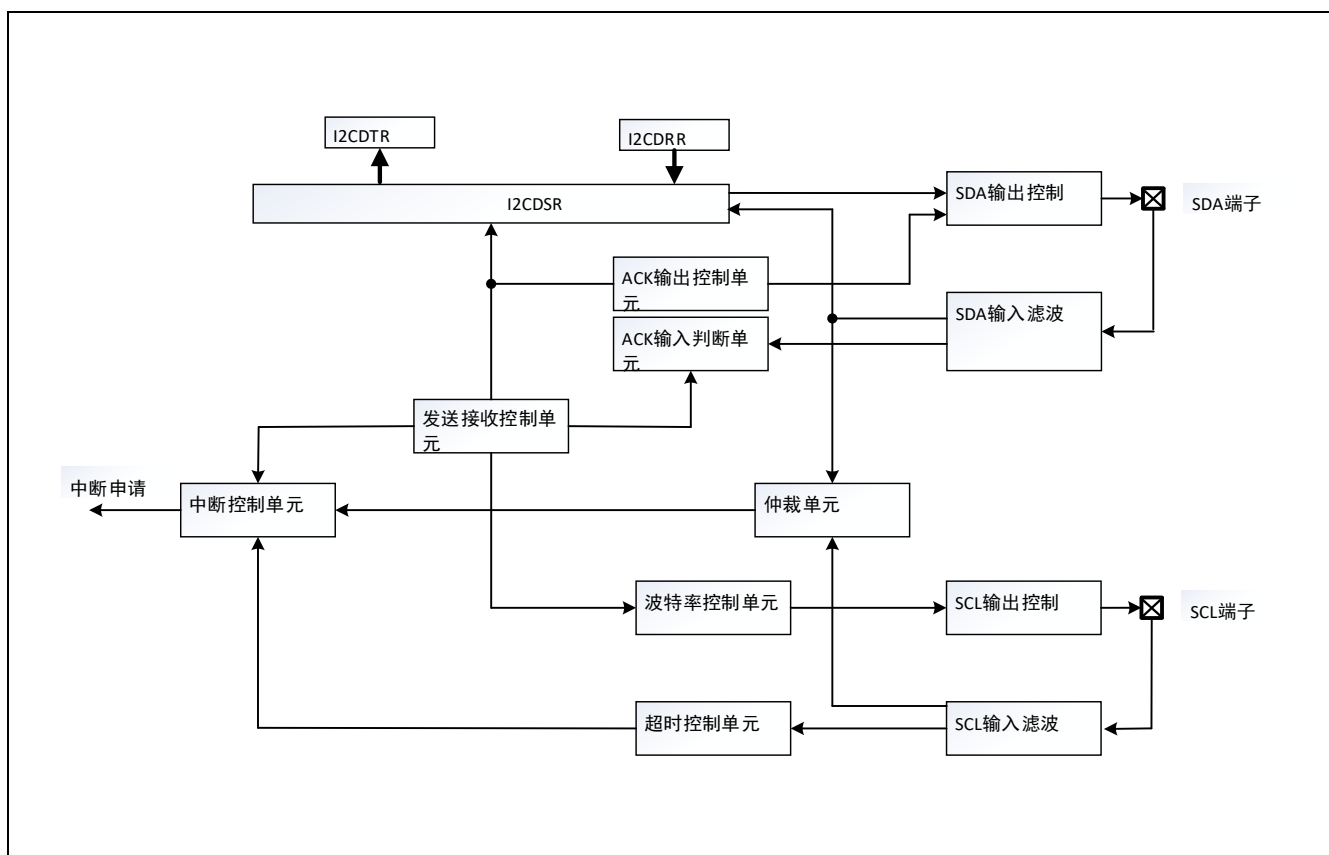 I2CDTR
I2CDRR
I2CDSR
SDA输出控制
SDA端子
ACK输出控制单
元
SDA输入滤波
ACK输入判断单
元
发送接收控制单
元
中断申请
中断控制单元
仲裁单元
波特率控制单元
SCL输出控制
SCL端子
超时控制单元
SCL输入滤波